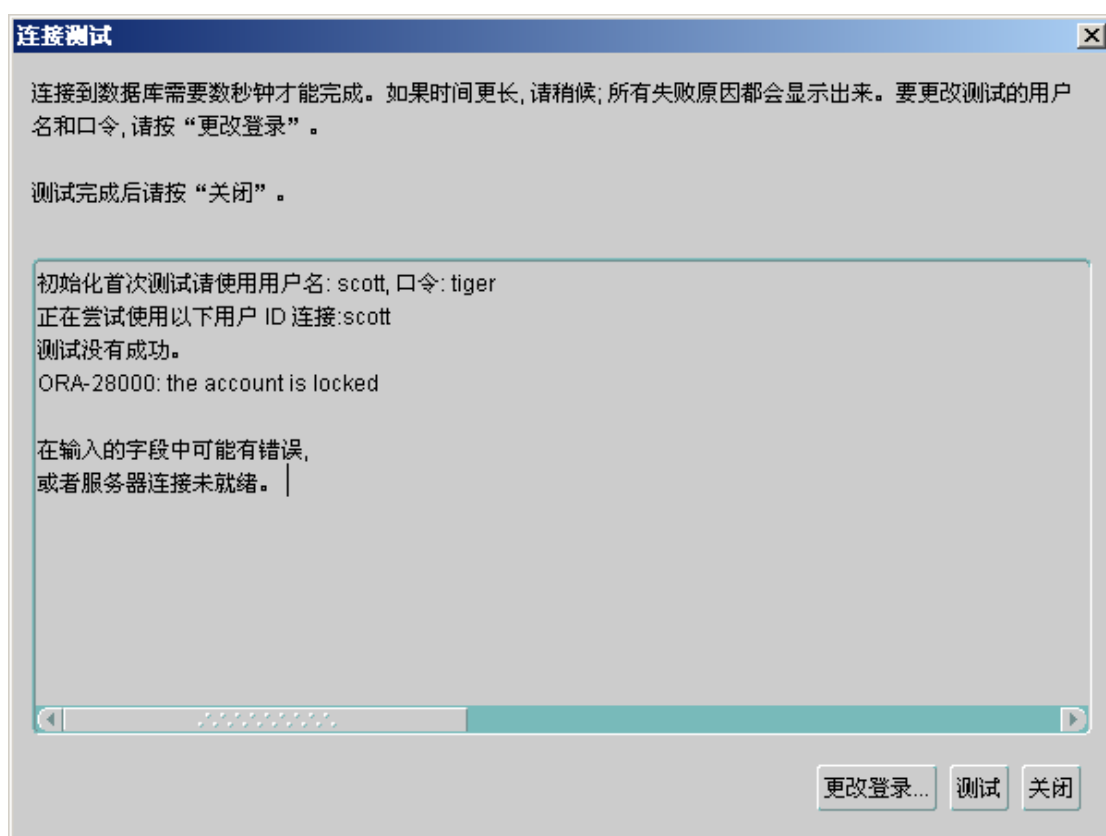 连接测试
连接到数据库需要数秒钟才能完成。如果时间更长, 请稍候; 所有失败原因都会显示出来。要更改测试的用户
名和口令, 请按“更改登录”。
测试完成后请按“关闭”。
初始化首次测试请使用用户名: scott, 口令: tiger
正在尝试使用以下用户 ID 连接:scott
测试没有成功。
ORA-28000: the account is locked
在输入的字段中可能有错误,
或者服务器连接未就绪。
更改登录... 测试 关闭